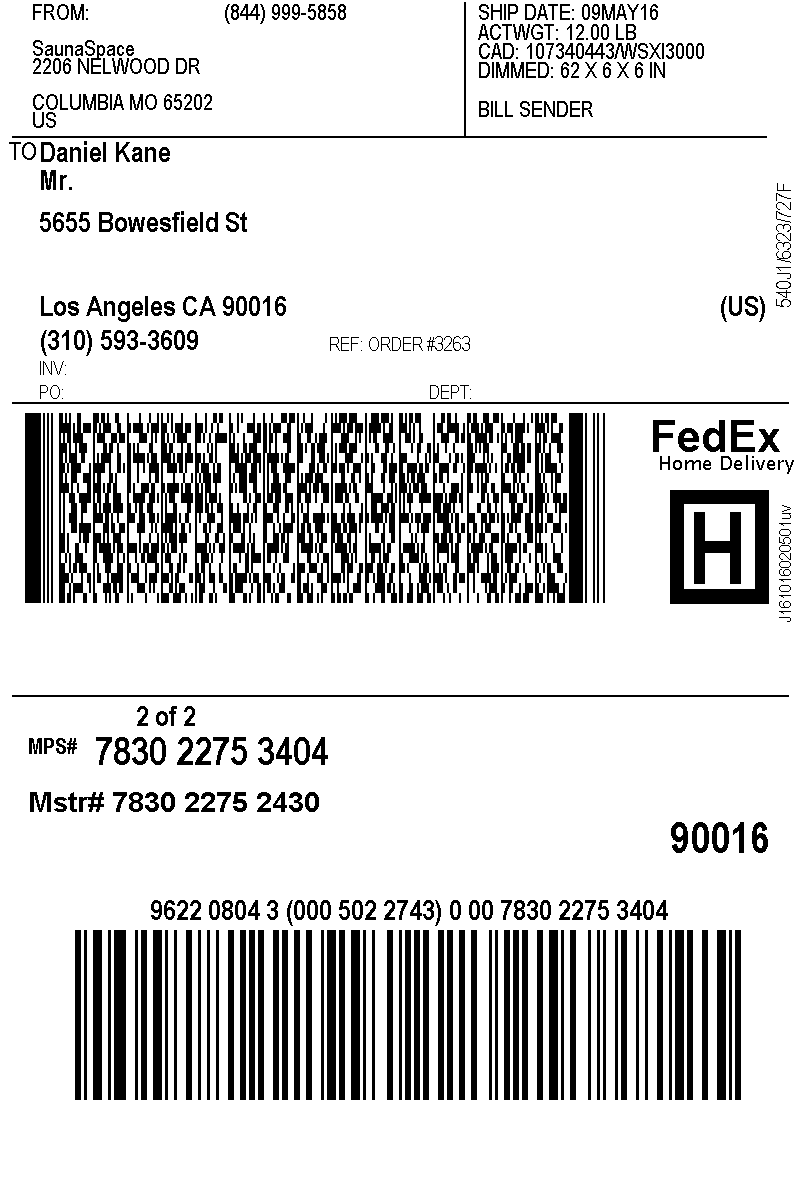 FROM: (844) 999-5858
SaunaSpace
2206 NELWOOD DR
COLUMBIA MO 65202
US
SHIP DATE: 09MAY16
ACTWGT: 12.00 LB
CAD: 107340443/WSXI3000
DIMMED: 62 X 6 X 6 IN
BILL SENDER
TO Daniel Kane
Mr.
5655 Bowesfield St
Los Angeles CA 90016 (US)
(310) 593-3609 REF: ORDER #3263
INV:
PO: DEPT:
540J1/6323/727F
FedEx
Home Delivery
H
J161016020501uv
2 of 2
MPS# 7830 2275 3404
Mstr# 7830 2275 2430
90016
9622 0804 3 (000 502 2743) 0 00 7830 2275 3404